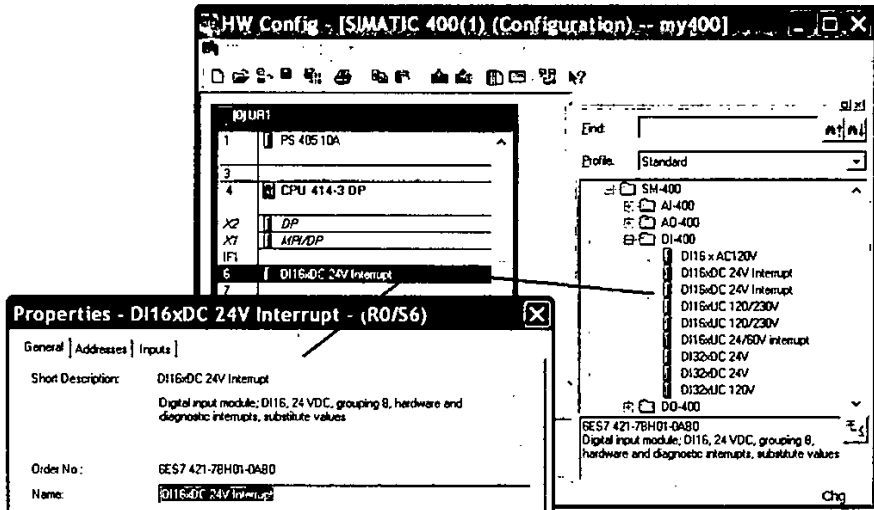 HW Config - [SIMATIC 400(1) (Configuration) -- my400]
(0) UR1
1 PS 405 10A
3
4 CPU 414-3 DP
X2 DP
X1 MPI/DP
IF1
6 DI16xDC 24V Interrupt
7
Find:
Profile: Standard
SM-400
AI-400
AO-400
DI-400
DI16xAC120V
DI16xDC 24V Interrupt
DI16xDC 24V Interrupt
DI16xUC 120/230V
DI16xUC 120/230V
DI16xUC 24/60V interrupt
DI32xDC 24V
DI32xDC 24V
DI32xUC 120V
DO-400
6ES7 421-7BH01-0AB0
Digital input module; DI16, 24 VDC, grouping 8,
hardware and diagnostic interrupts, substitute values
Chg
Properties - DI16xDC 24V Interrupt - (R0/S6)
General Addresses Inputs
Short Description: DI16xDC 24V Interrupt
Digital input module; DI16, 24 VDC, grouping 8, hardware and
diagnostic interrupts, substitute values
Order No.: 6ES7 421-7BH01-0AB0
Name: DI16xDC 24V Interrupt